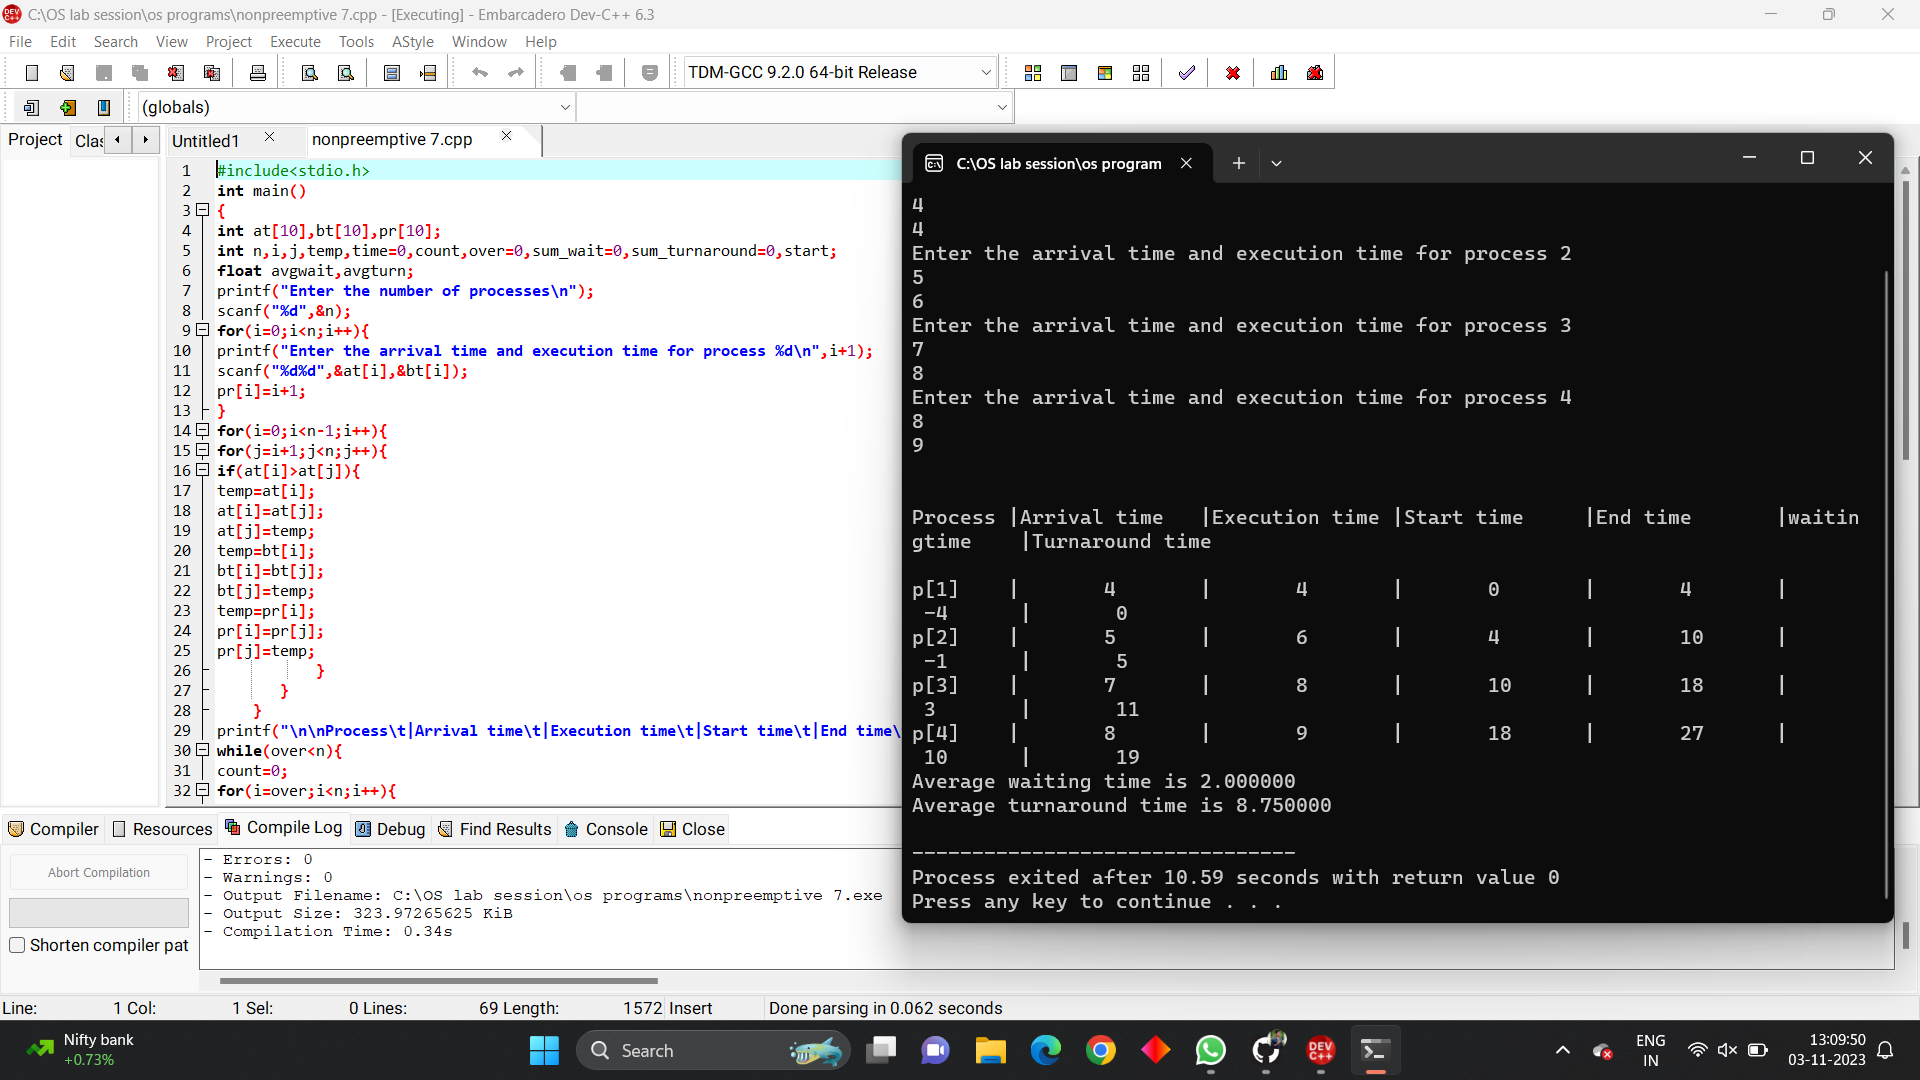 C:\OS lab session\os programs\nonpreemptive 7.cpp - [Executing] - Embarcadero Dev-C++ 6.3
File Edit Search View Project Execute Tools AStyle Window Help
TDM-GCC 9.2.0 64-bit Release
(globals)
Project Clas
Untitled1
nonpreemptive 7.cpp
1 #include<stdio.h>
2 int main()
3 {
4 int at[10],bt[10],pr[10];
5 int n,i,j,temp,time=0,count,over=0,sum_wait=0,sum_turnaround=0,start;
6 float avgwait,avgturn;
7 printf("Enter the number of processes\n");
8 scanf("%d",&n);
9 for(i=0;i<n;i++){
10 printf("Enter the arrival time and execution time for process %d\n",i+1);
11 scanf("%d%d",&at[i],&bt[i]);
12 pr[i]=i+1;
13 }
14 for(i=0;i<n-1;i++){
15 for(j=i+1;j<n;j++){
16 if(at[i]>at[j]){
17 temp=at[i];
18 at[i]=at[j];
19 at[j]=temp;
20 temp=bt[i];
21 bt[i]=bt[j];
22 bt[j]=temp;
23 temp=pr[i];
24 pr[i]=pr[j];
25 pr[j]=temp;
26 }
27 }
28 }
29 printf("\n\nProcess\t|Arrival time\t|Execution time\t|Start time\t|End time\
30 while(over<n){
31 count=0;
32 for(i=over;i<n;i++){
C:\OS lab session\os program
4
4
Enter the arrival time and execution time for process 2
5
6
Enter the arrival time and execution time for process 3
7
8
Enter the arrival time and execution time for process 4
8
9
Process |Arrival time |Execution time |Start time |End time |waitin
gtime |Turnaround time
p[1] | 4 | 4 | 0 | 4 |
-4 | 0
p[2] | 5 | 6 | 4 | 10 |
-1 | 5
p[3] | 7 | 8 | 10 | 18 |
3 | 11
p[4] | 8 | 9 | 18 | 27 |
10 | 19
Average waiting time is 2.000000
Average turnaround time is 8.750000
--------------------------------
Process exited after 10.59 seconds with return value 0
Press any key to continue . . .
Compiler Resources Compile Log Debug Find Results Console Close
Abort Compilation
Shorten compiler pat
- Errors: 0
- Warnings: 0
- Output Filename: C:\OS lab session\os programs\nonpreemptive 7.exe
- Output Size: 323.97265625 KiB
- Compilation Time: 0.34s
Line: 1 Col: 1 Sel: 0 Lines: 69 Length: 1572 Insert Done parsing in 0.062 seconds
Nifty bank
+0.73%
Search
DEV C++
ENG
IN
13:09:50
03-11-2023